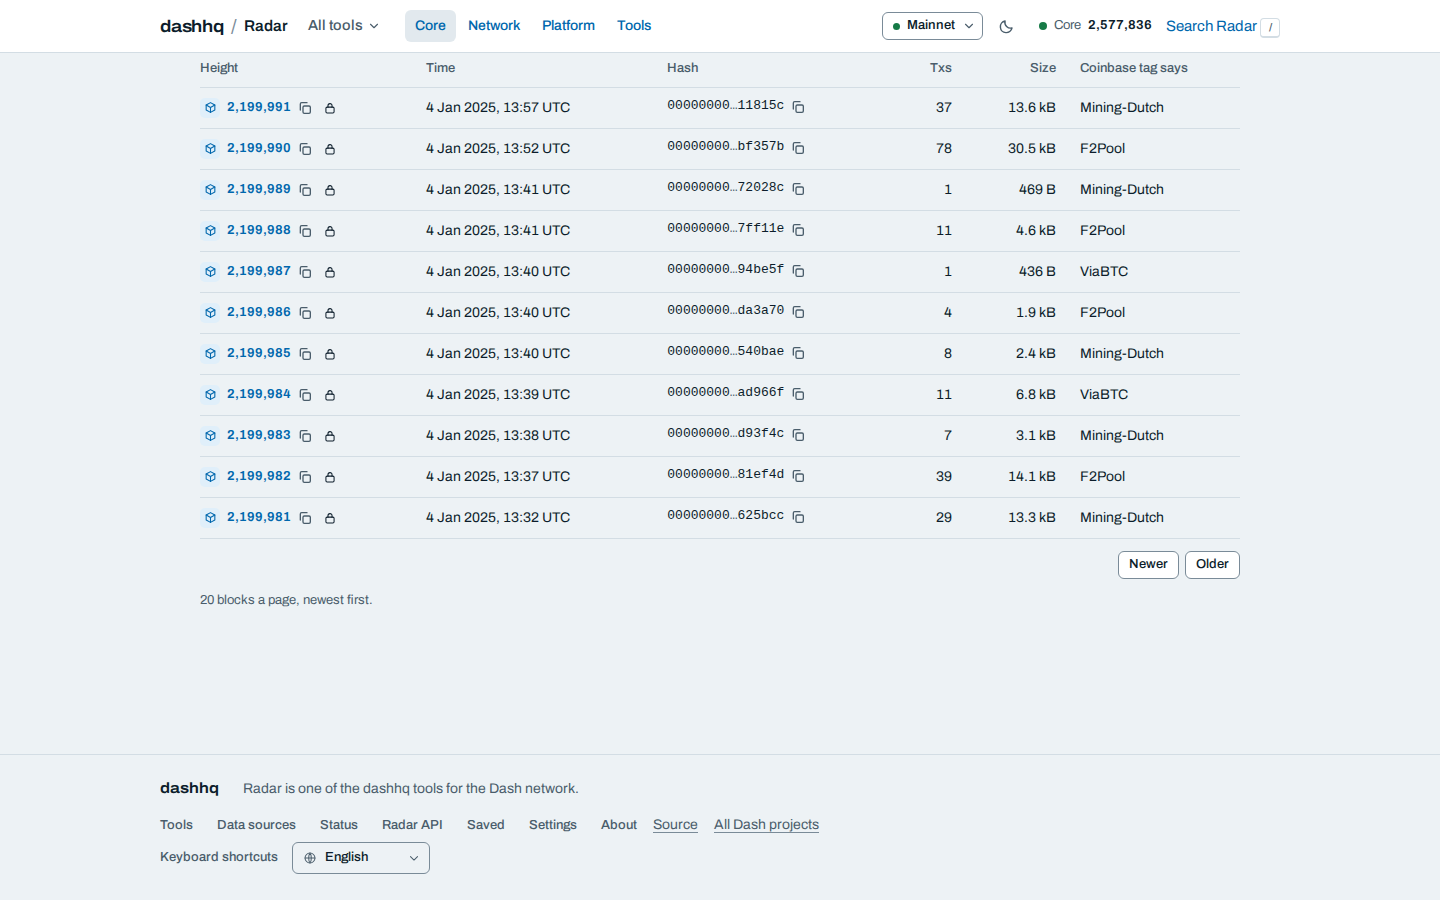 dashhq / Radar All tools Core Network Platform Tools Mainnet Core 2,577,836 Search Radar /
Height Time Hash Txs Size Coinbase tag says
2,199,991 4 Jan 2025, 13:57 UTC 00000000…11815c 37 13.6 kB Mining-Dutch
2,199,990 4 Jan 2025, 13:52 UTC 00000000…bf357b 78 30.5 kB F2Pool
2,199,989 4 Jan 2025, 13:41 UTC 00000000…72028c 1 469 B Mining-Dutch
2,199,988 4 Jan 2025, 13:41 UTC 00000000…7ff11e 11 4.6 kB F2Pool
2,199,987 4 Jan 2025, 13:40 UTC 00000000…94be5f 1 436 B ViaBTC
2,199,986 4 Jan 2025, 13:40 UTC 00000000…da3a70 4 1.9 kB F2Pool
2,199,985 4 Jan 2025, 13:40 UTC 00000000…540bae 8 2.4 kB Mining-Dutch
2,199,984 4 Jan 2025, 13:39 UTC 00000000…ad966f 11 6.8 kB ViaBTC
2,199,983 4 Jan 2025, 13:38 UTC 00000000…d93f4c 7 3.1 kB Mining-Dutch
2,199,982 4 Jan 2025, 13:37 UTC 00000000…81ef4d 39 14.1 kB F2Pool
2,199,981 4 Jan 2025, 13:32 UTC 00000000…625bcc 29 13.3 kB Mining-Dutch
Newer Older
20 blocks a page, newest first.
dashhq Radar is one of the dashhq tools for the Dash network.
Tools Data sources Status Radar API Saved Settings About Source All Dash projects
Keyboard shortcuts English